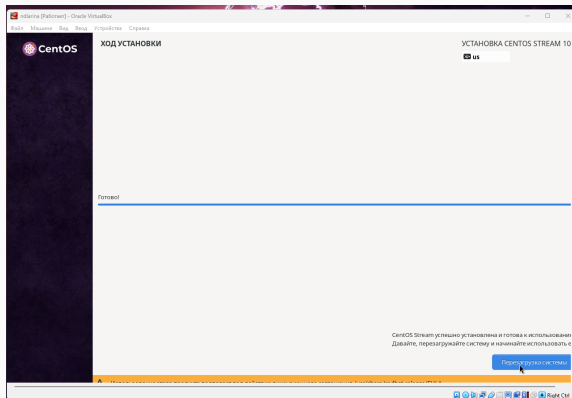 ndlarina [Работает] - Oracle VirtualBox
Файл Машина Вид Ввод Устройства Справка
CentOS
ХОД УСТАНОВКИ
УСТАНОВКА CENTOS STREAM 10
us
Готово!
CentOS Stream успешно установлена и готова к использовани
Давайте, перезагружайте систему и начинайте использовать е
Перезагрузка системы
Right Ctrl